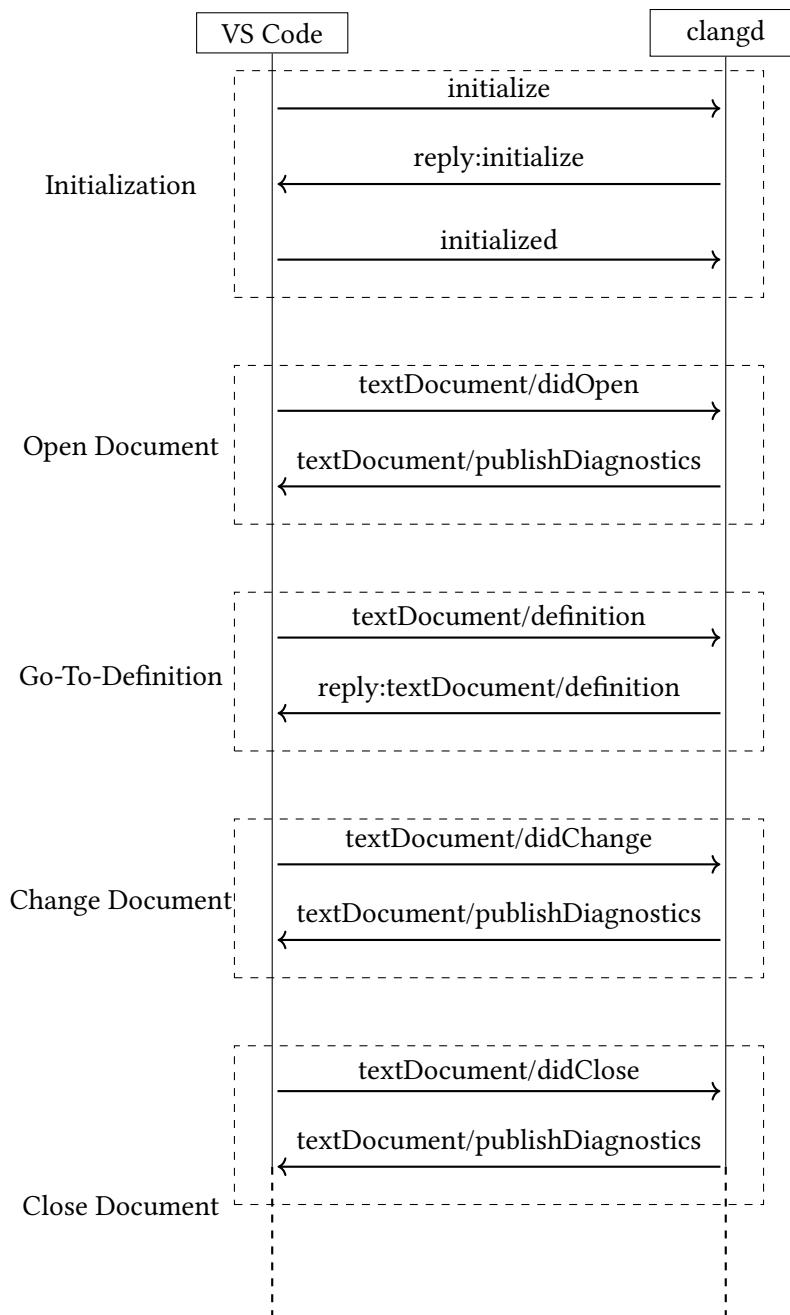 VS Code
clangd
initialize
reply:initialize
Initialization
initialized
textDocument/didOpen
Open Document
textDocument/publishDiagnostics
textDocument/definition
Go-To-Definition
reply:textDocument/definition
textDocument/didChange
Change Document
textDocument/publishDiagnostics
textDocument/didClose
textDocument/publishDiagnostics
Close Document